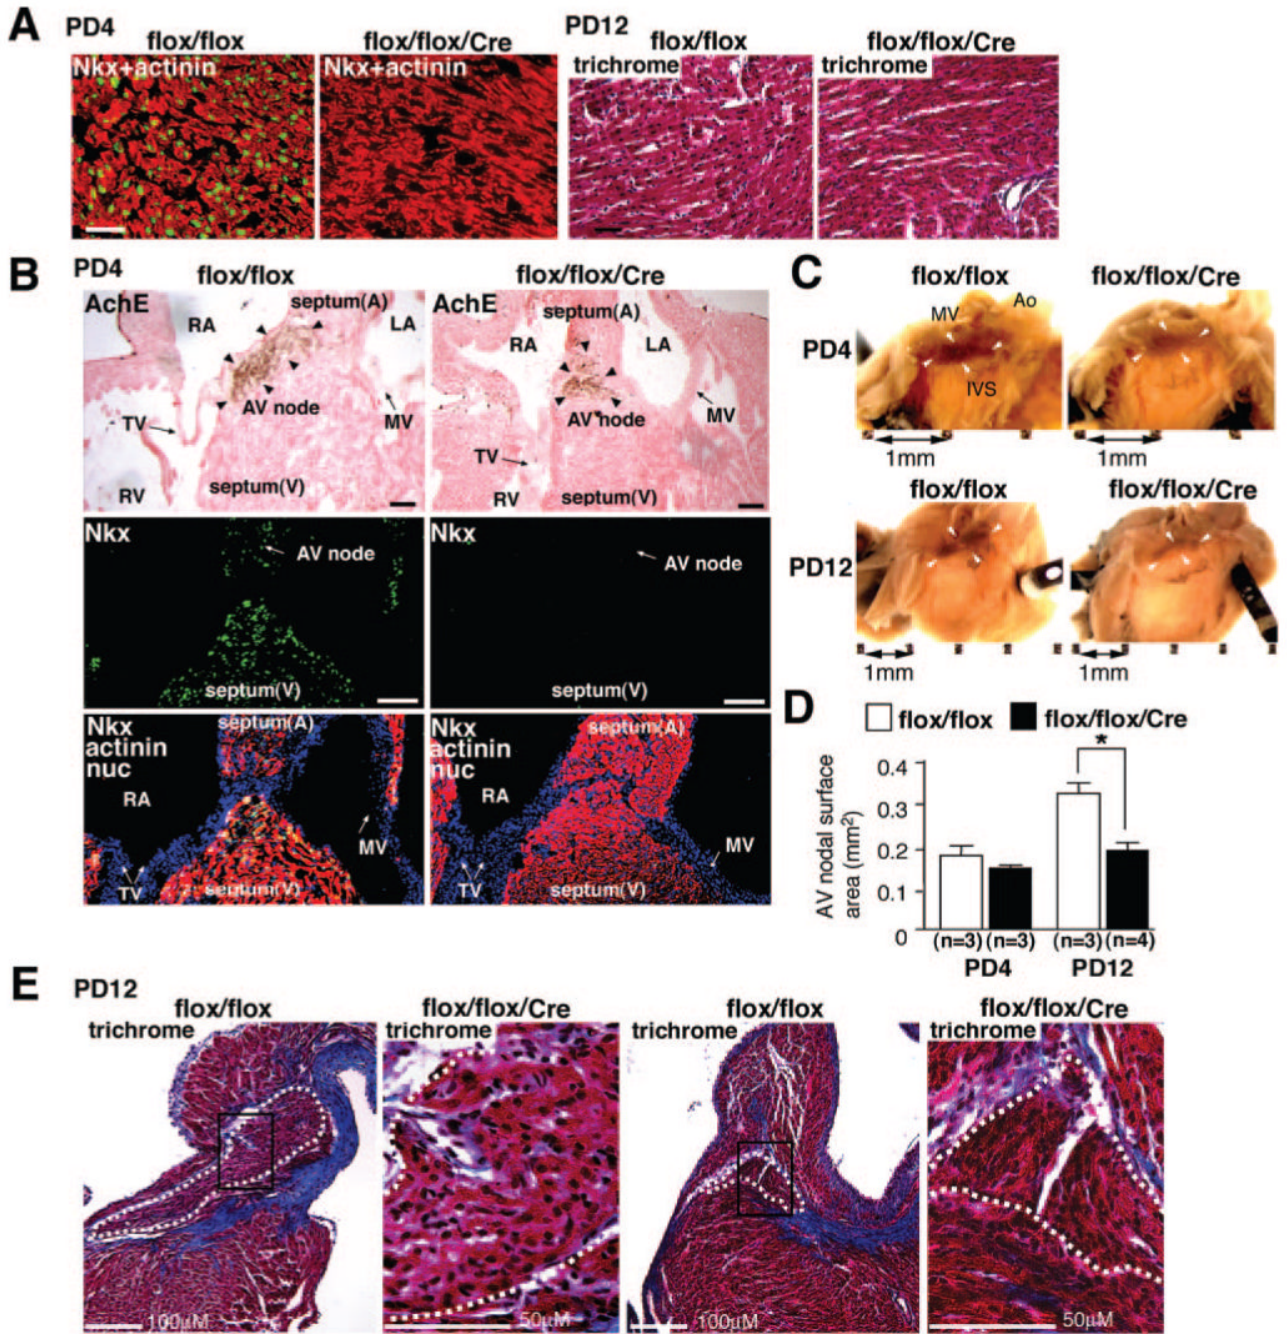 A
PD4
flox/flox
flox/flox/Cre
PD12
flox/flox
flox/flox/Cre
Nkx+actinin
Nkx+actinin
trichrome
trichrome
B
PD4
flox/flox
flox/flox/Cre
AchE
septum(A)
RA
LA
AV node
TV
MV
RV
septum(V)
AchE
septum(A)
RA
LA
AV node
MV
TV
RV
septum(V)
Nkx
AV node
septum(V)
Nkx
AV node
septum(V)
Nkx
actinin
nuc
septum(A)
RA
MV
TV
septum(V)
Nkx
actinin
nuc
septum(A)
RA
MV
TV
septum(V)
C
flox/flox
flox/flox/Cre
PD4
MV
Ao
IVS
1mm
1mm
flox/flox
flox/flox/Cre
PD12
1mm
1mm
D
flox/flox
flox/flox/Cre
*
AV nodal surface
area (mm²)
0.4
0.3
0.2
0.1
0
(n=3) (n=3)
(n=3) (n=4)
PD4
PD12
E
PD12
flox/flox
flox/flox/Cre
flox/flox
flox/flox/Cre
trichrome
trichrome
trichrome
trichrome
100µM
50µM
100µM
50µM